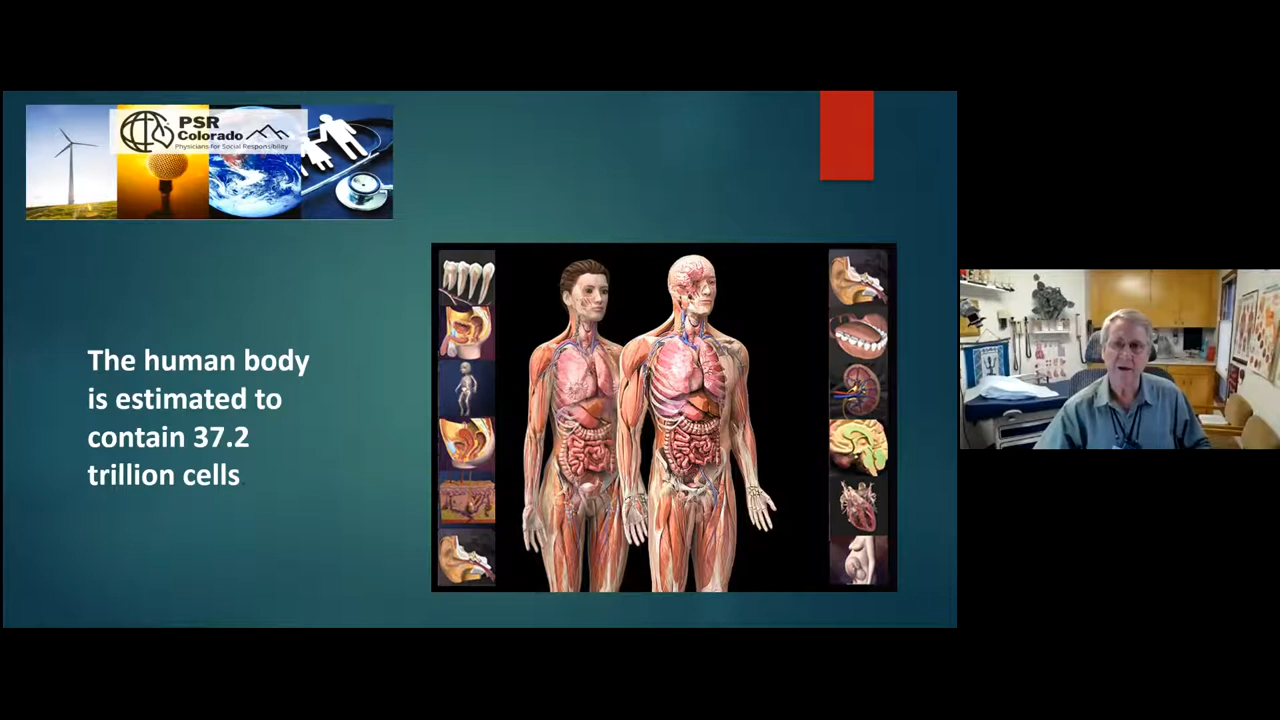 PSR
Colorado
Physicians for Social Responsibility
The human body
is estimated to
contain 37.2
trillion cells.